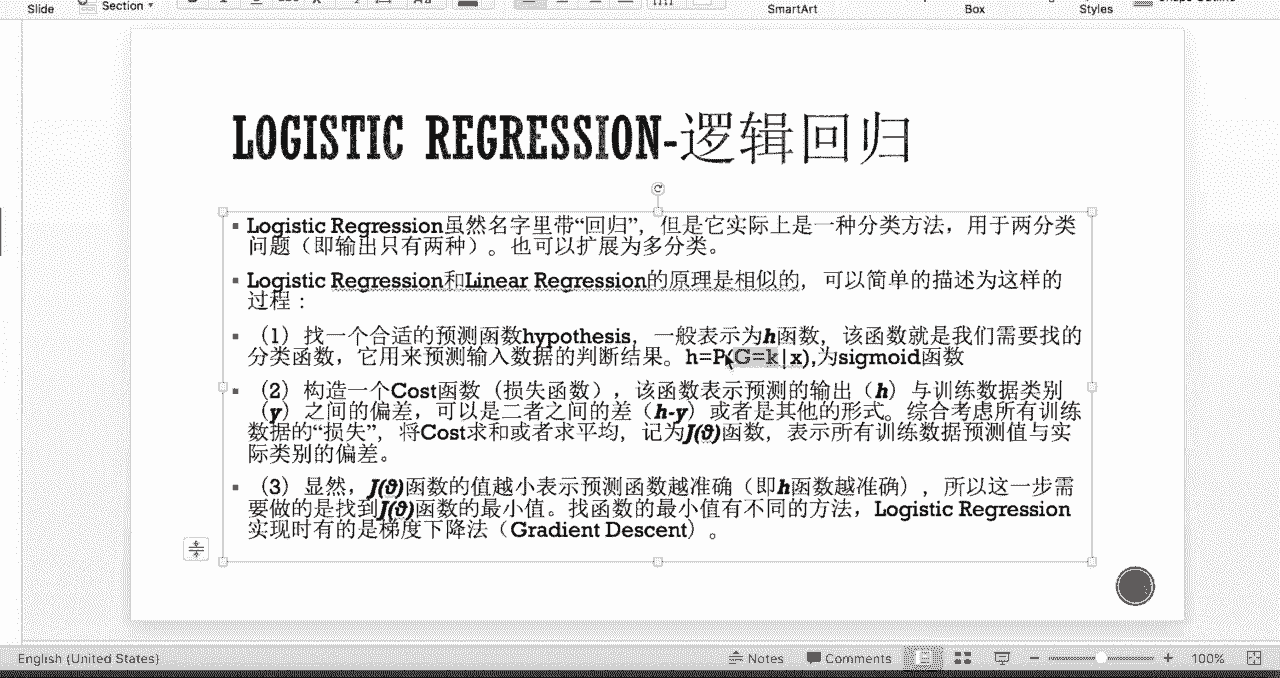 Slide
Section
SmartArt
Box
Styles
LOGISTIC REGRESSION-逻辑回归
Logistic Regression虽然名字里带“回归”，但是它实际上是一种分类方法，用于两分类
问题（即输出只有两种）。也可以扩展为多分类。
Logistic Regression和Linear Regression的原理是相似的，可以简单的描述为这样的
过程：
（1）找一个合适的预测函数hypothesis，一般表示为h函数，该函数就是我们需要找的
分类函数，它用来预测输入数据的判断结果。h=P(G=k|x),为sigmoid函数
（2）构造一个Cost函数（损失函数），该函数表示预测的输出（h）与训练数据类别
（y）之间的偏差，可以是二者之间的差（h-y）或者是其他的形式。综合考虑所有训练
数据的“损失”，将Cost求和或者求平均，记为J(θ)函数，表示所有训练数据预测值与实
际类别的偏差。
（3）显然，J(θ)函数的值越小表示预测函数越准确（即h函数越准确），所以这一步需
要做的是找到J(θ)函数的最小值。找函数的最小值有不同的方法，Logistic Regression
实现时有的是梯度下降法（Gradient Descent）。
English (United States)
Notes
Comments
100%